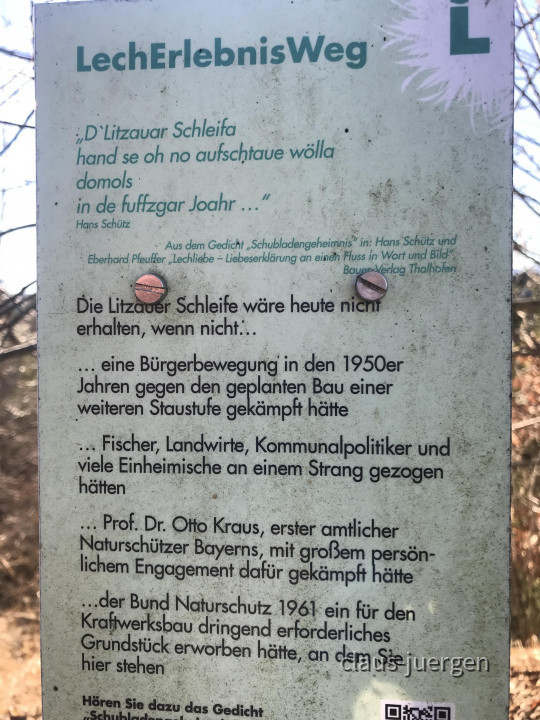 LechErlebnisWeg
i
„D`Litzauar Schleifa
hand se oh no aufschtaue wölla
domols
in de fuffzgar Joahr ...“
Hans Schütz
Aus dem Gedicht „Schubladengeheimnis“ in: Hans Schütz und
Eberhard Pfeuffer „Lechliebe – Liebeserklärung an einen Fluss in Wort und Bild“,
Bauer-Verlag Thalhofen
Die Litzauer Schleife wäre heute nicht
erhalten, wenn nicht...
... eine Bürgerbewegung in den 1950er
Jahren gegen den geplanten Bau einer
weiteren Staustufe gekämpft hätte
... Fischer, Landwirte, Kommunalpolitiker und
viele Einheimische an einem Strang gezogen
hätten
... Prof. Dr. Otto Kraus, erster amtlicher
Naturschützer Bayerns, mit großem persön-
lichem Engagement dafür gekämpft hätte
...der Bund Naturschutz 1961 ein für den
Kraftwerksbau dringend erforderliches
Grundstück erworben hätte, an dem Sie
hier stehen
claus juergen
Hören Sie dazu das Gedicht